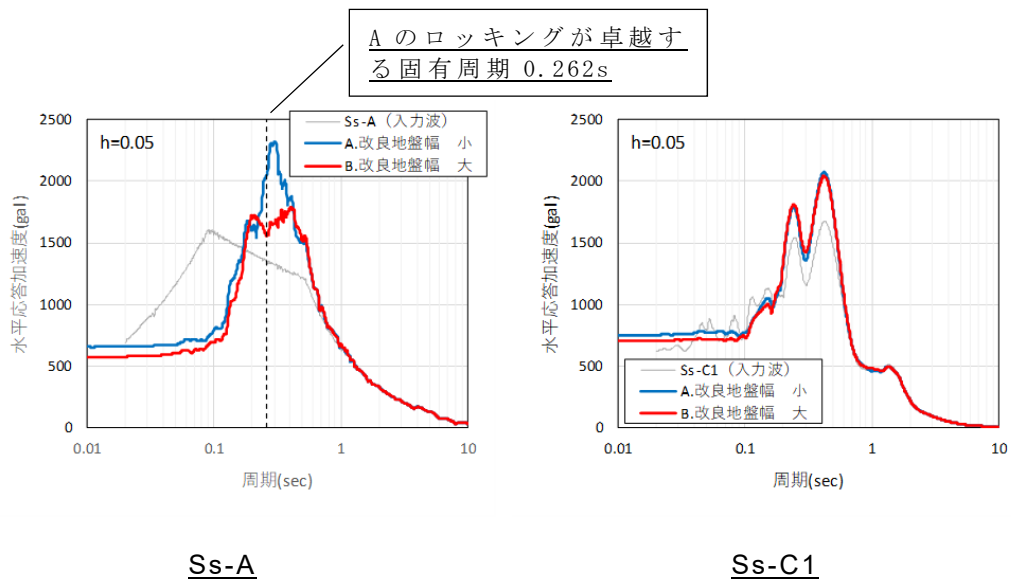 Aのロッキングが卓越す
る固有周期 0.262s
h=0.05
Ss-A（入力波）
A.改良地盤幅　小
B.改良地盤幅　大
水平応答加速度(gal)
2500
2000
1500
1000
500
0
0.01
0.1
1
10
周期(sec)
Ss-A
h=0.05
Ss-C1（入力波）
A.改良地盤幅　小
B.改良地盤幅　大
水平応答加速度(gal)
2500
2000
1500
1000
500
0
0.01
0.1
1
10
周期(sec)
Ss-C1